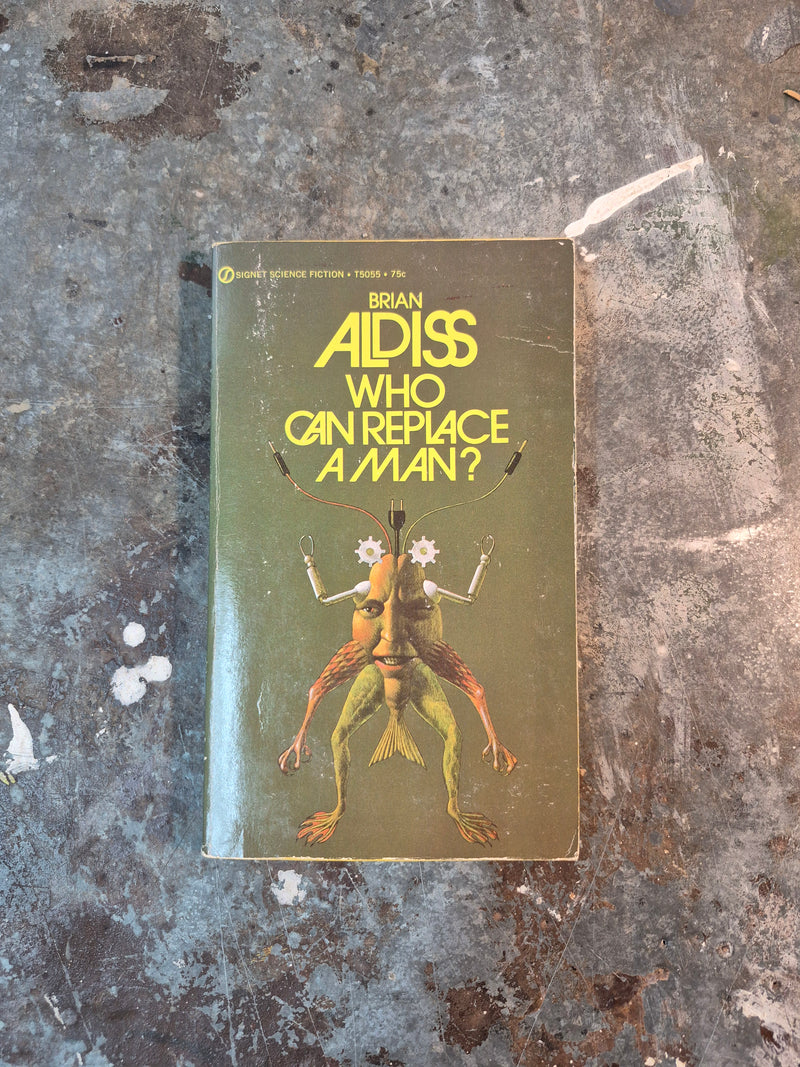 SIGNET SCIENCE FICTION • T5055 • 75c
BRIAN
ALDISS
WHO
CAN REPLACE
A MAN?